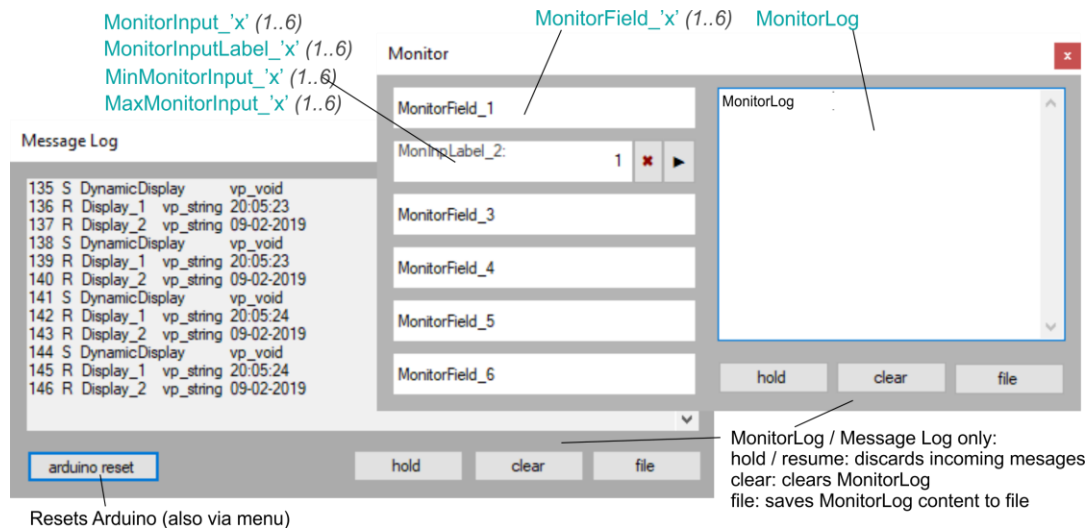 MonitorInput_'x' (1..6)
MonitorInputLabel_'x' (1..6)
MinMonitorInput_'x' (1..6)
MaxMonitorInput_'x' (1..6)
MonitorField_'x' (1..6)
MonitorLog
Monitor
x
MonitorField_1
MonInpLabel_2:
1
MonitorField_3
MonitorField_4
MonitorField_5
MonitorField_6
MonitorLog
hold
clear
file
Message Log
135 S DynamicDisplay vp_void
136 R Display_1 vp_string 20:05:23
137 R Display_2 vp_string 09-02-2019
138 S DynamicDisplay vp_void
139 R Display_1 vp_string 20:05:23
140 R Display_2 vp_string 09-02-2019
141 S DynamicDisplay vp_void
142 R Display_1 vp_string 20:05:24
143 R Display_2 vp_string 09-02-2019
144 S DynamicDisplay vp_void
145 R Display_1 vp_string 20:05:24
146 R Display_2 vp_string 09-02-2019
arduino reset
hold
clear
file
MonitorLog / Message Log only:
hold / resume: discards incoming mesages
clear: clears MonitorLog
file: saves MonitorLog content to file
Resets Arduino (also via menu)